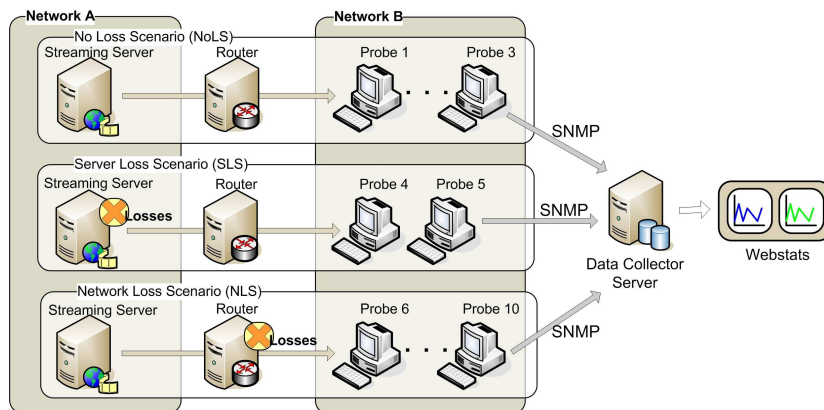 Network A
Network B
No Loss Scenario (NoLS)
Streaming Server
Router
Probe 1
Probe 3
SNMP
Server Loss Scenario (SLS)
Streaming Server
Router
Probe 4
Probe 5
Losses
SNMP
Data Collector
Server
Webstats
Network Loss Scenario (NLS)
Streaming Server
Router
Probe 6
Probe 10
Losses
SNMP